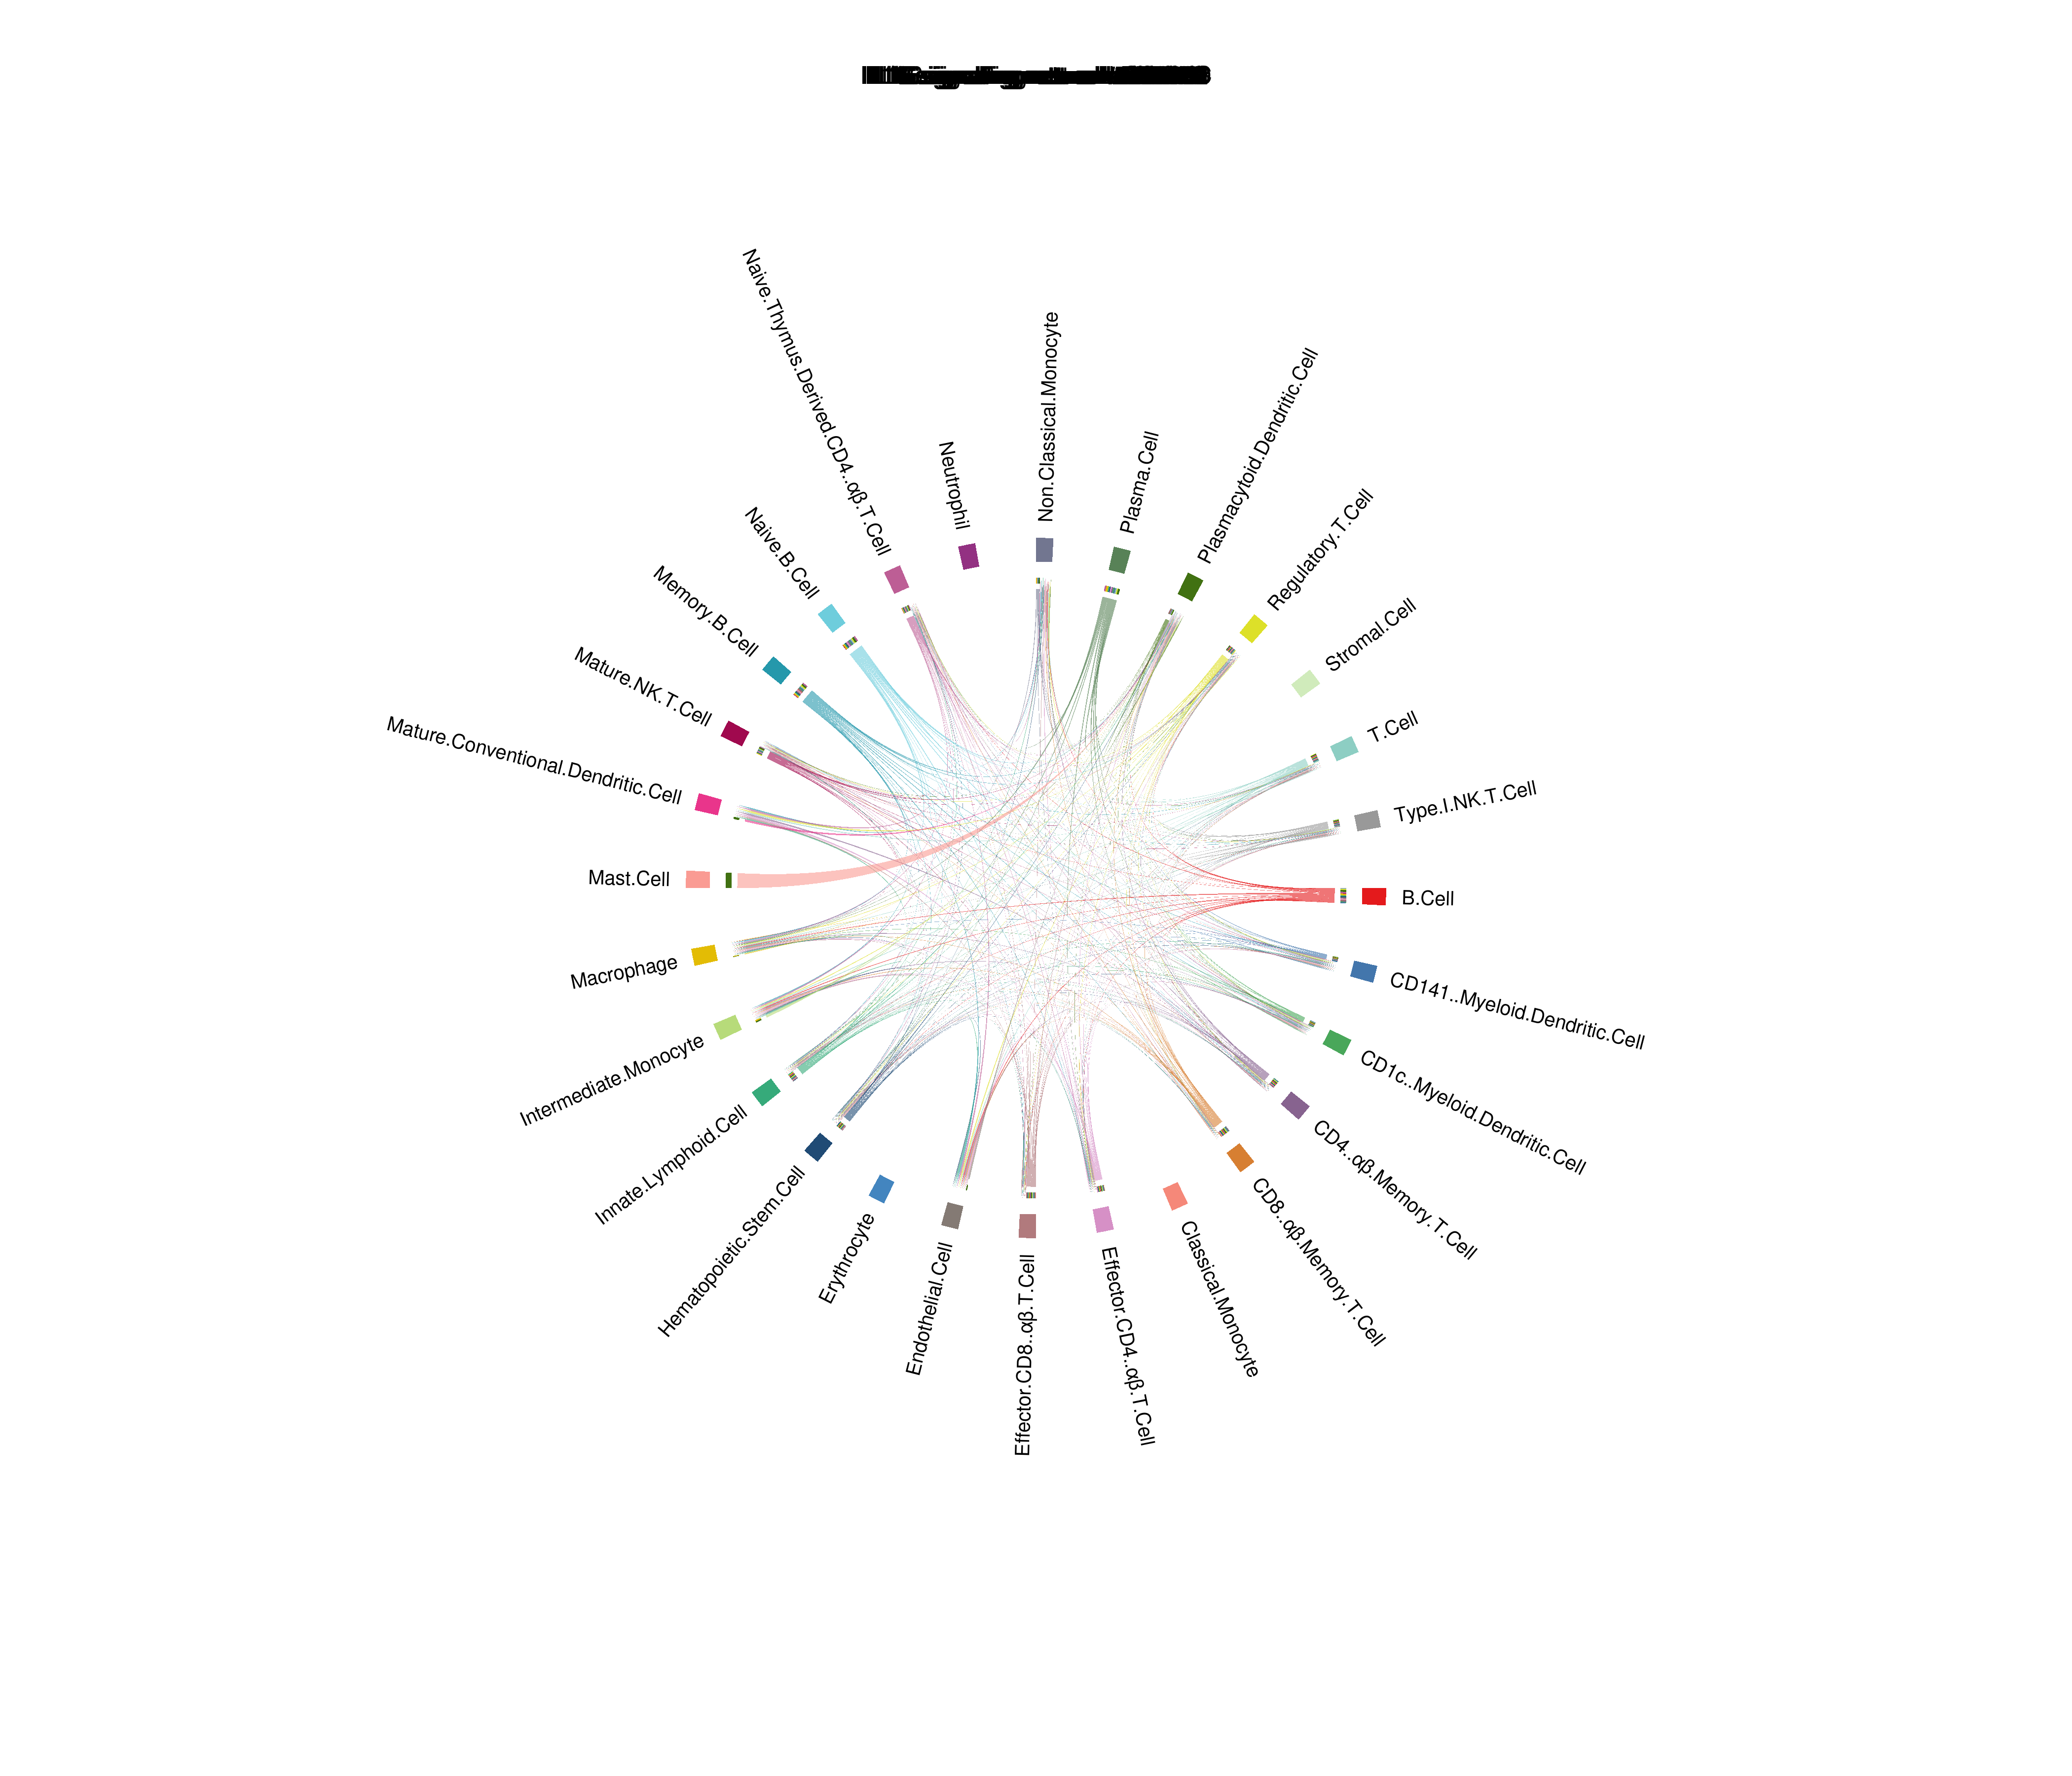 Non.Classical.Monocyte
Plasma.Cell
Plasmacytoid.Dendritic.Cell
Regulatory.T.Cell
Stromal.Cell
T.Cell
Type.I.NK.T.Cell
B.Cell
CD141..Myeloid.Dendritic.Cell
CD1c..Myeloid.Dendritic.Cell
CD4..αβ.Memory.T.Cell
CD8..αβ.Memory.T.Cell
Classical.Monocyte
Effector.CD4..αβ.T.Cell
Effector.CD8..αβ.T.Cell
Endothelial.Cell
Erythrocyte
Hematopoietic.Stem.Cell
Innate.Lymphoid.Cell
Intermediate.Monocyte
Macrophage
Mast.Cell
Mature.Conventional.Dendritic.Cell
Mature.NK.T.Cell
Memory.B.Cell
Naive.B.Cell
Naive.Thymus.Derived.CD4..αβ.T.Cell
Neutrophil